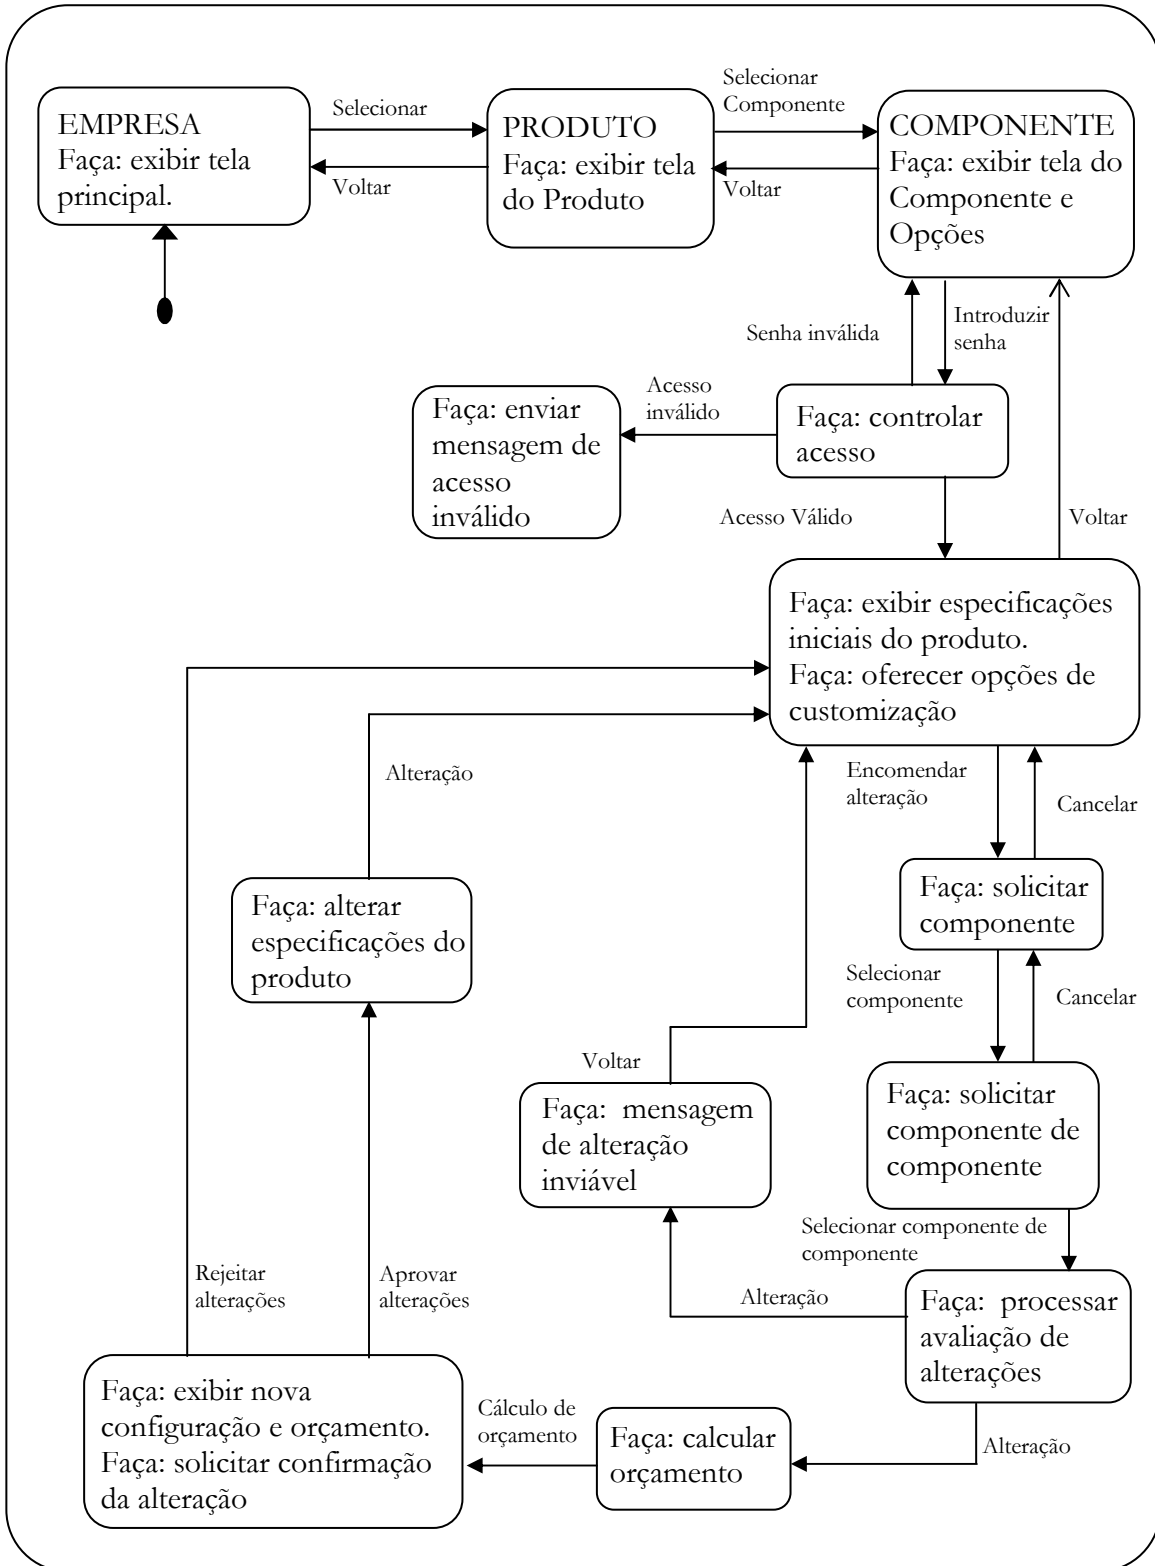 EMPRESA
Faça: exibir tela
principal.
Selecionar
Voltar
PRODUTO
Faça: exibir tela
do Produto
Selecionar
Componente
Voltar
COMPONENTE
Faça: exibir tela do
Componente e
Opções
Senha inválida
Introduzir
senha
Faça: enviar
mensagem de
acesso
inválido
Acesso
inválido
Faça: controlar
acesso
Acesso Válido
Voltar
Faça: exibir especificações
iniciais do produto.
Faça: oferecer opções de
customização
Alteração
Encomendar
alteração
Cancelar
Faça: alterar
especificações do
produto
Faça: solicitar
componente
Selecionar
componente
Cancelar
Voltar
Faça:  mensagem
de alteração
inviável
Faça: solicitar
componente de
componente
Selecionar componente de
componente
Rejeitar
alterações
Aprovar
alterações
Alteração
Faça:  processar
avaliação de
alterações
Faça: exibir nova
configuração e orçamento.
Faça: solicitar confirmação
da alteração
Cálculo de
orçamento
Faça: calcular
orçamento
Alteração